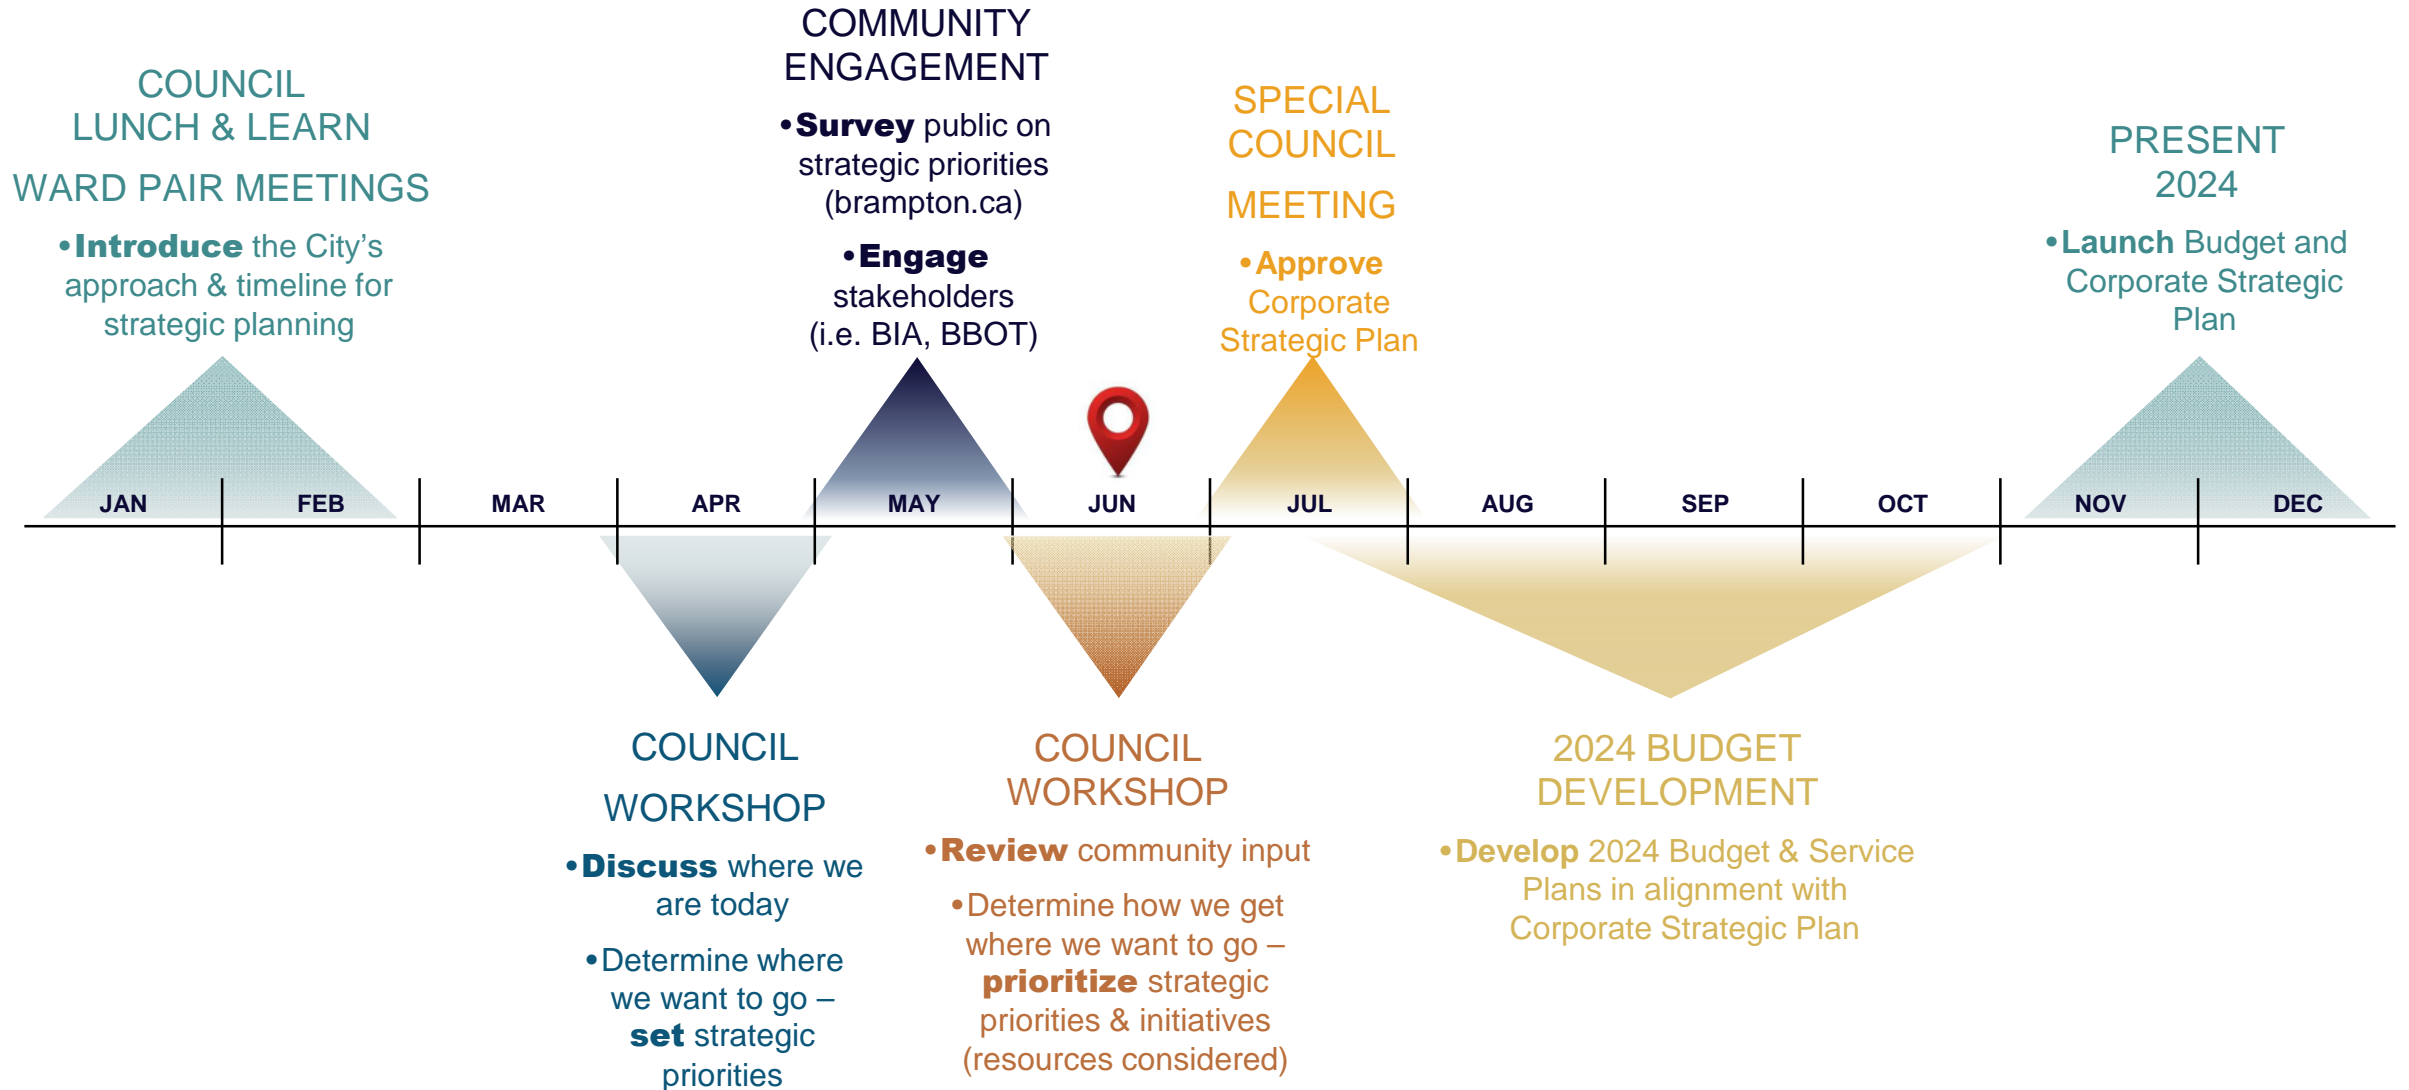 COUNCIL
LUNCH & LEARN
WARD PAIR MEETINGS
•Introduce the City’s
approach & timeline for
strategic planning
COMMUNITY
ENGAGEMENT
•Survey public on
strategic priorities
(brampton.ca)
•Engage
stakeholders
(i.e. BIA, BBOT)
SPECIAL
COUNCIL
MEETING
•Approve
Corporate
Strategic Plan
PRESENT
2024
•Launch Budget and
Corporate Strategic
Plan
JAN FEB MAR APR MAY JUN JUL AUG SEP OCT NOV DEC
COUNCIL
WORKSHOP
•Discuss where we
are today
•Determine where
we want to go –
set strategic
priorities
COUNCIL
WORKSHOP
•Review community input
•Determine how we get
where we want to go –
prioritize strategic
priorities & initiatives
(resources considered)
2024 BUDGET
DEVELOPMENT
•Develop 2024 Budget & Service
Plans in alignment with
Corporate Strategic Plan